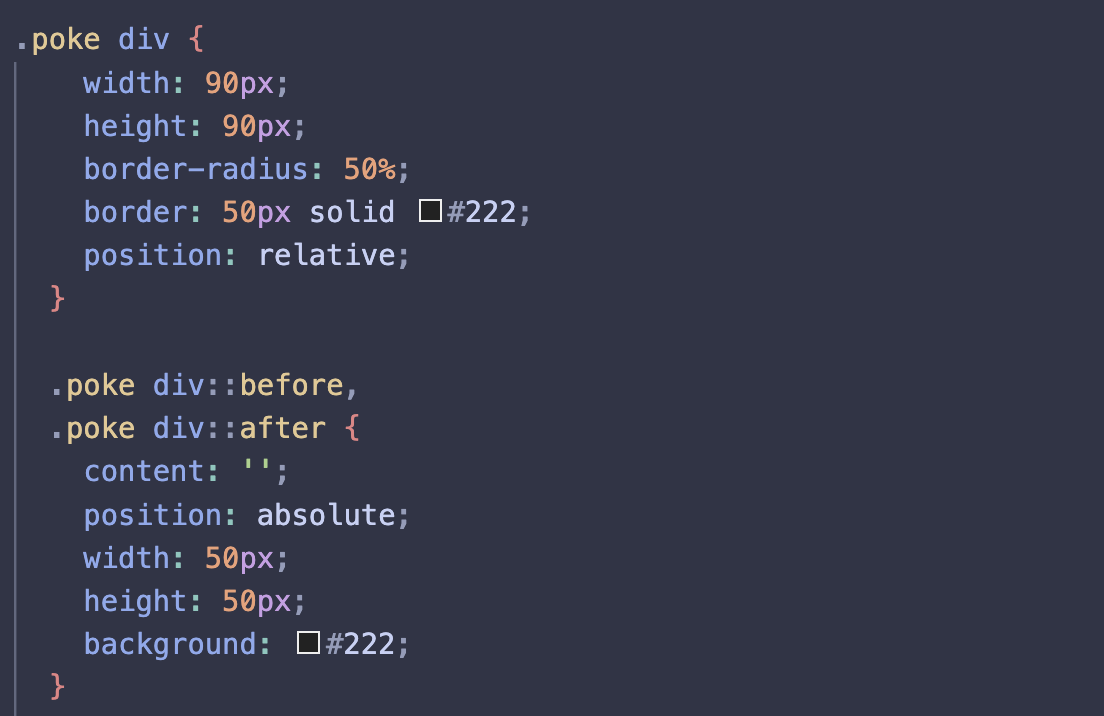 .poke div {
width: 90px;
height: 90px;
border-radius: 50%;
border: 50px solid #222;
position: relative;
}
.poke div::before,
.poke div::after {
content: '';
position: absolute;
width: 50px;
height: 50px;
background: #222;
}